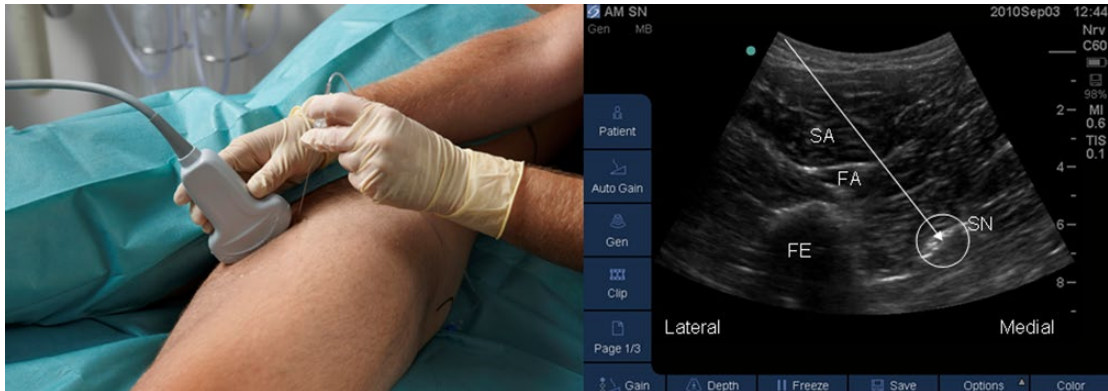 AM SN
2010Sep03 12:44
Gen MB
Nrv
C60
98%
MI
0.6
TIS
0.1
Patient
Auto Gain
Gen
Clip
Page 1/3
2
4
6
8
SA
FA
FE
SN
Lateral Medial
Gain Depth Freeze Save Options Color